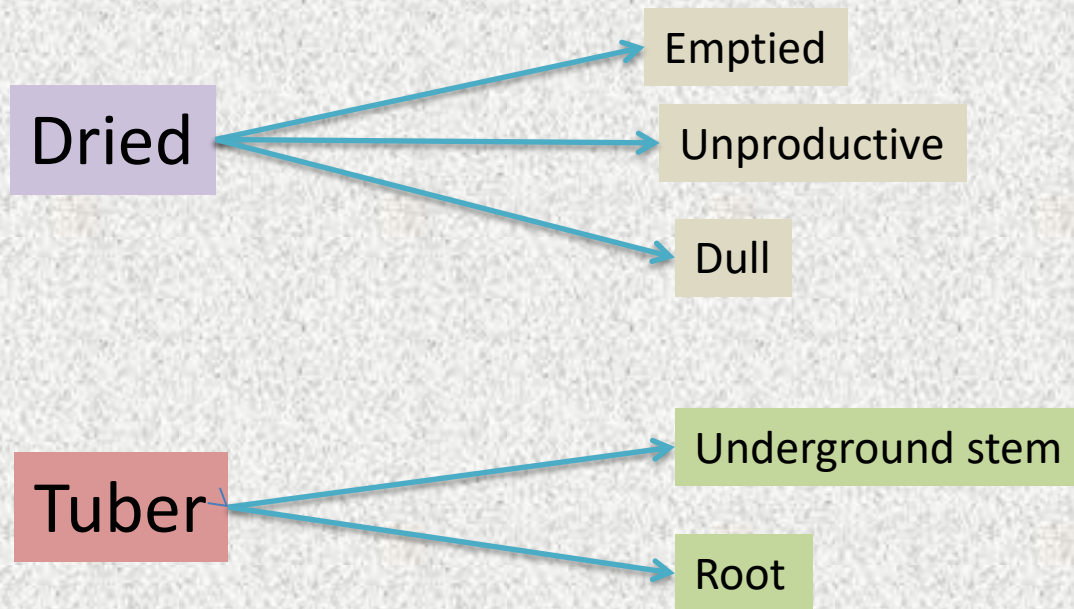 Dried
Emptied
Unproductive
Dull
Tuber
Underground stem
Root